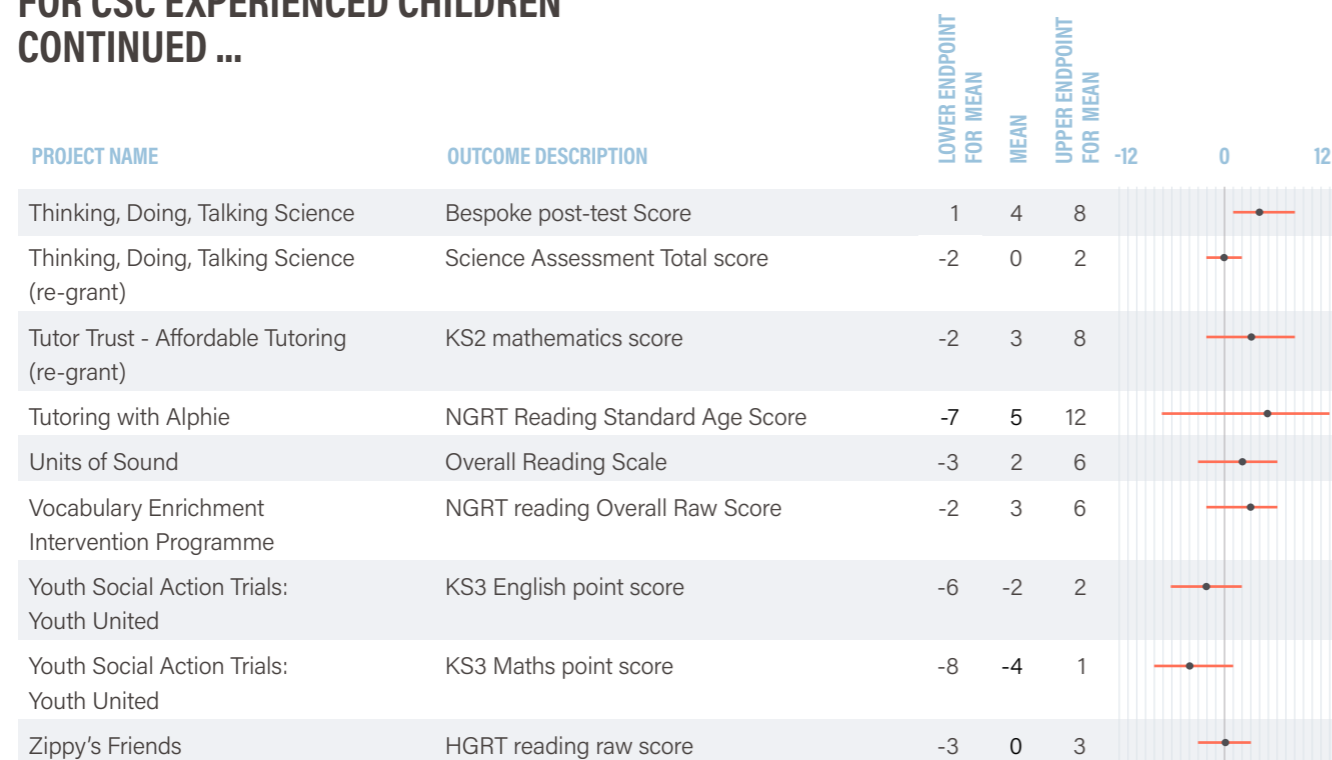 FOR CSC EXPERIENCED CHILDREN
CONTINUED ...
PROJECT NAME OUTCOME DESCRIPTION LOWER ENDPOINT FOR MEAN MEAN UPPER ENDPOINT FOR MEAN -12 0 12
Thinking, Doing, Talking Science Bespoke post-test Score 1 4 8
Thinking, Doing, Talking Science Science Assessment Total score -2 0 2
(re-grant)
Tutor Trust - Affordable Tutoring KS2 mathematics score -2 3 8
(re-grant)
Tutoring with Alphie NGRT Reading Standard Age Score -7 5 12
Units of Sound Overall Reading Scale -3 2 6
Vocabulary Enrichment NGRT reading Overall Raw Score -2 3 6
Intervention Programme
Youth Social Action Trials: KS3 English point score -6 -2 2
Youth United
Youth Social Action Trials: KS3 Maths point score -8 -4 1
Youth United
Zippy's Friends HGRT reading raw score -3 0 3